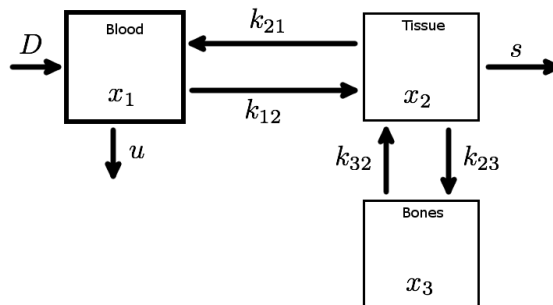 Blood
x₁
D
u
k₂₁
k₁₂
Tissue
x₂
s
k₃₂
k₂₃
Bones
x₃